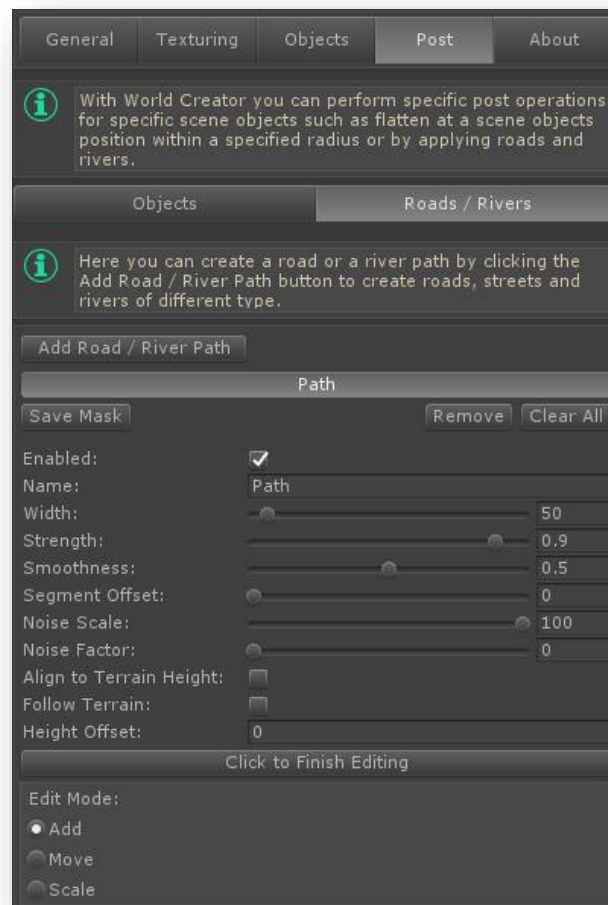 General Texturing Objects Post About
With World Creator you can perform specific post operations
for specific scene objects such as flatten at a scene objects
position within a specified radius or by applying roads and
rivers.
Objects Roads / Rivers
Here you can create a road or a river path by clicking the
Add Road / River Path button to create roads, streets and
rivers of different type.
Add Road / River Path
Path
Save Mask Remove Clear All
Enabled:
Name: Path
Width: 50
Strength: 0.9
Smoothness: 0.5
Segment Offset: 0
Noise Scale: 100
Noise Factor: 0
Align to Terrain Height:
Follow Terrain:
Height Offset: 0
Click to Finish Editing
Edit Mode:
Add
Move
Scale